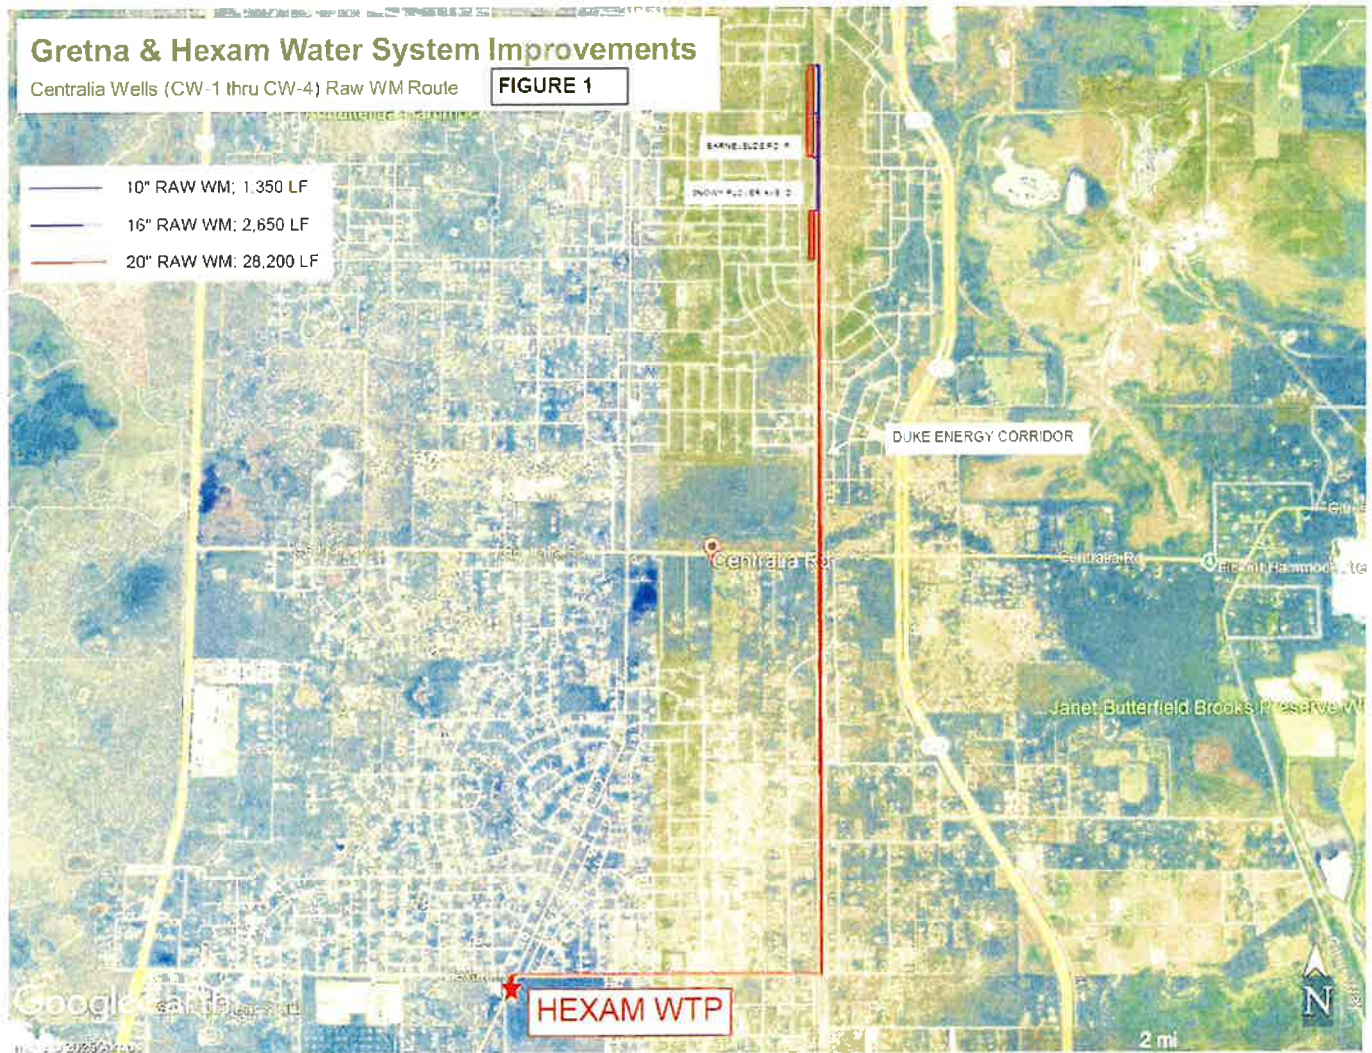 Gretna & Hexam Water System Improvements
Centralia Wells (CW-1 thru CW-4) Raw WM Route
FIGURE 1
10" RAW WM; 1,350 LF
16" RAW WM; 2,650 LF
20" RAW WM; 28,200 LF
DUKE ENERGY CORRIDOR
Centralia Rd
Centralia Rd
Janet Butterfield Brooks Preserve
HEXAM WTP
Google Earth
N
2 mi